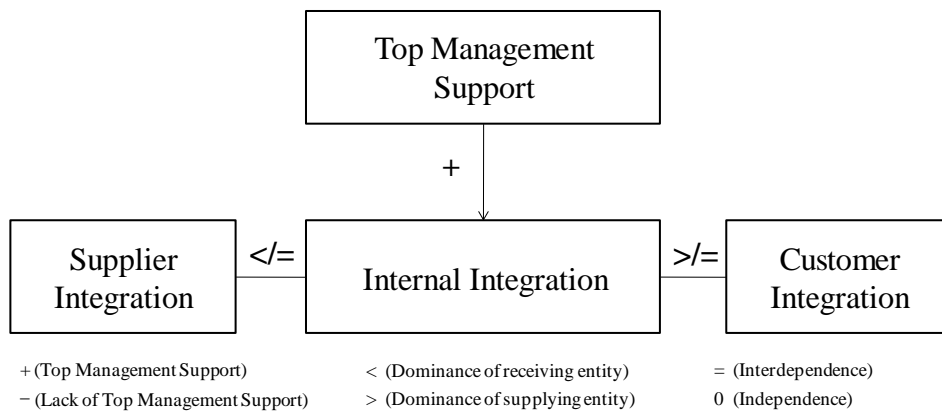 Top Management
Support
+
Supplier
Integration
</=
Internal Integration
>/=
Customer
Integration
+ (Top Management Support)
< (Dominance of receiving entity)
= (Interdependence)
− (Lack of Top Management Support)
> (Dominance of supplying entity)
0 (Independence)